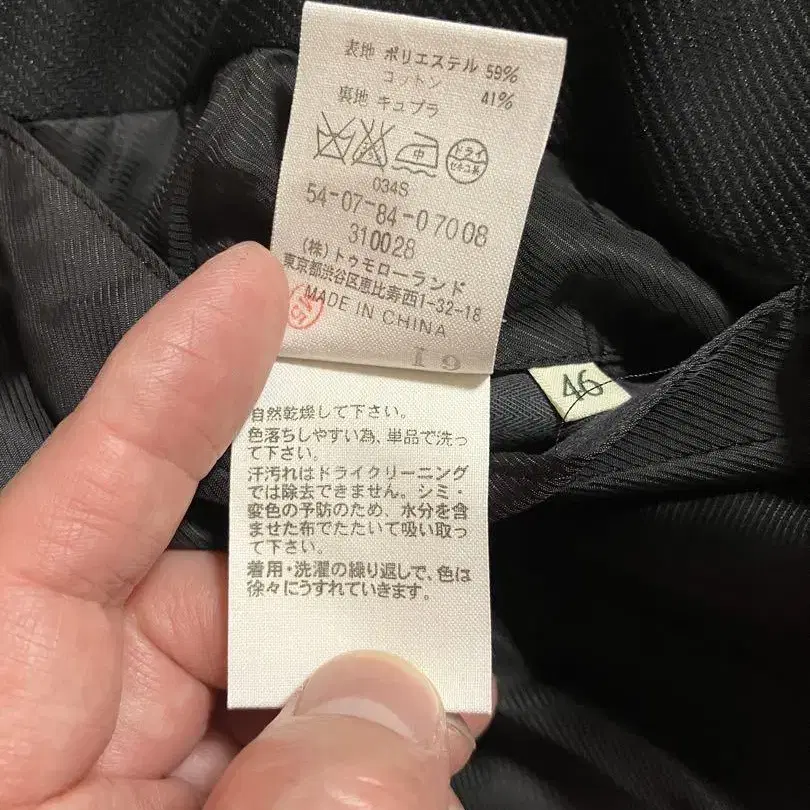 表地 ポリエステル 59%
コットン 41%
裏地 キュプラ
中
ドライ
セキユ系
034S
54-07-84-07008
310028
(株)トゥモローランド
東京都渋谷区恵比寿西1-32-18
MADE IN CHINA
46
自然乾燥して下さい。
色落ちしやすい為、単品で洗っ
て下さい。
汗汚れはドライクリーニング
では除去できません。シミ・
変色の予防のため、水分を含
ませた布でたたいて吸い取っ
て下さい。
着用・洗濯の繰り返しで、色は
徐々にうすれていきます。